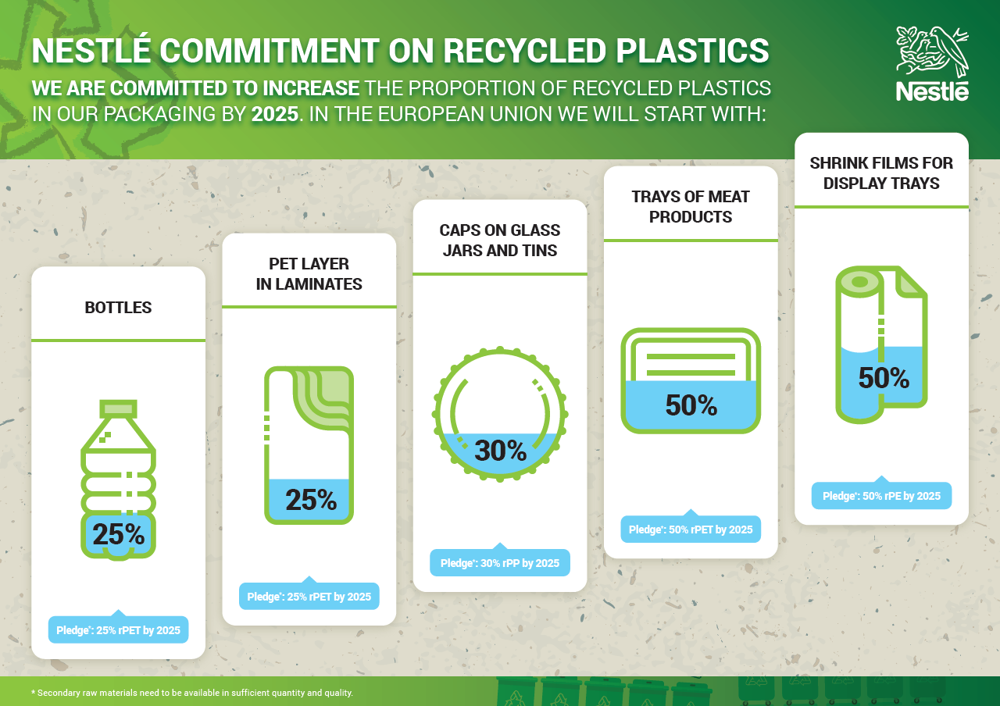 NESTLÉ COMMITMENT ON RECYCLED PLASTICS
WE ARE COMMITTED TO INCREASE THE PROPORTION OF RECYCLED PLASTICS
IN OUR PACKAGING BY 2025. IN THE EUROPEAN UNION WE WILL START WITH:
Nestlé
BOTTLES
25%
Pledge*: 25% rPET by 2025
PET LAYER
IN LAMINATES
25%
Pledge*: 25% rPET by 2025
CAPS ON GLASS
JARS AND TINS
30%
Pledge*: 30% rPP by 2025
TRAYS OF MEAT
PRODUCTS
50%
Pledge*: 50% rPET by 2025
SHRINK FILMS FOR
DISPLAY TRAYS
50%
Pledge*: 50% rPE by 2025
* Secondary raw materials need to be available in sufficient quantity and quality.